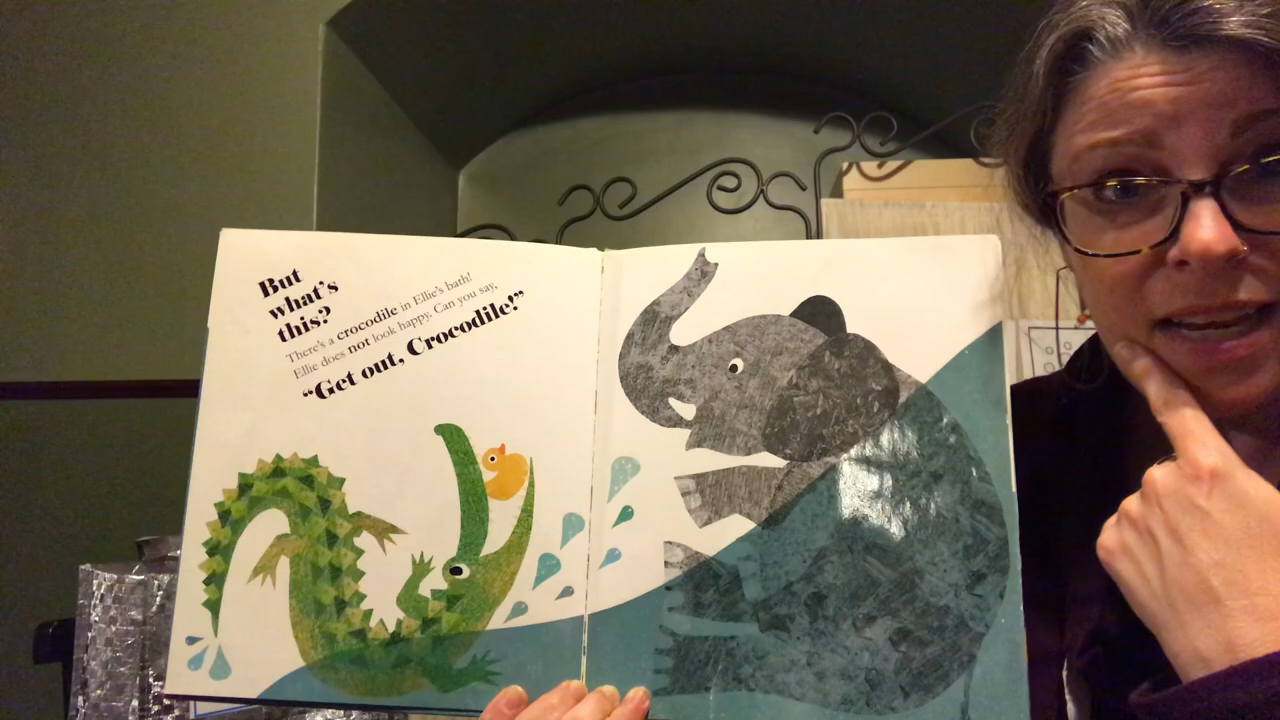 But
what's
this?
There's a crocodile in Ellie's bath!
Ellie does not look happy. Can you say,
“Get out, Crocodile!”